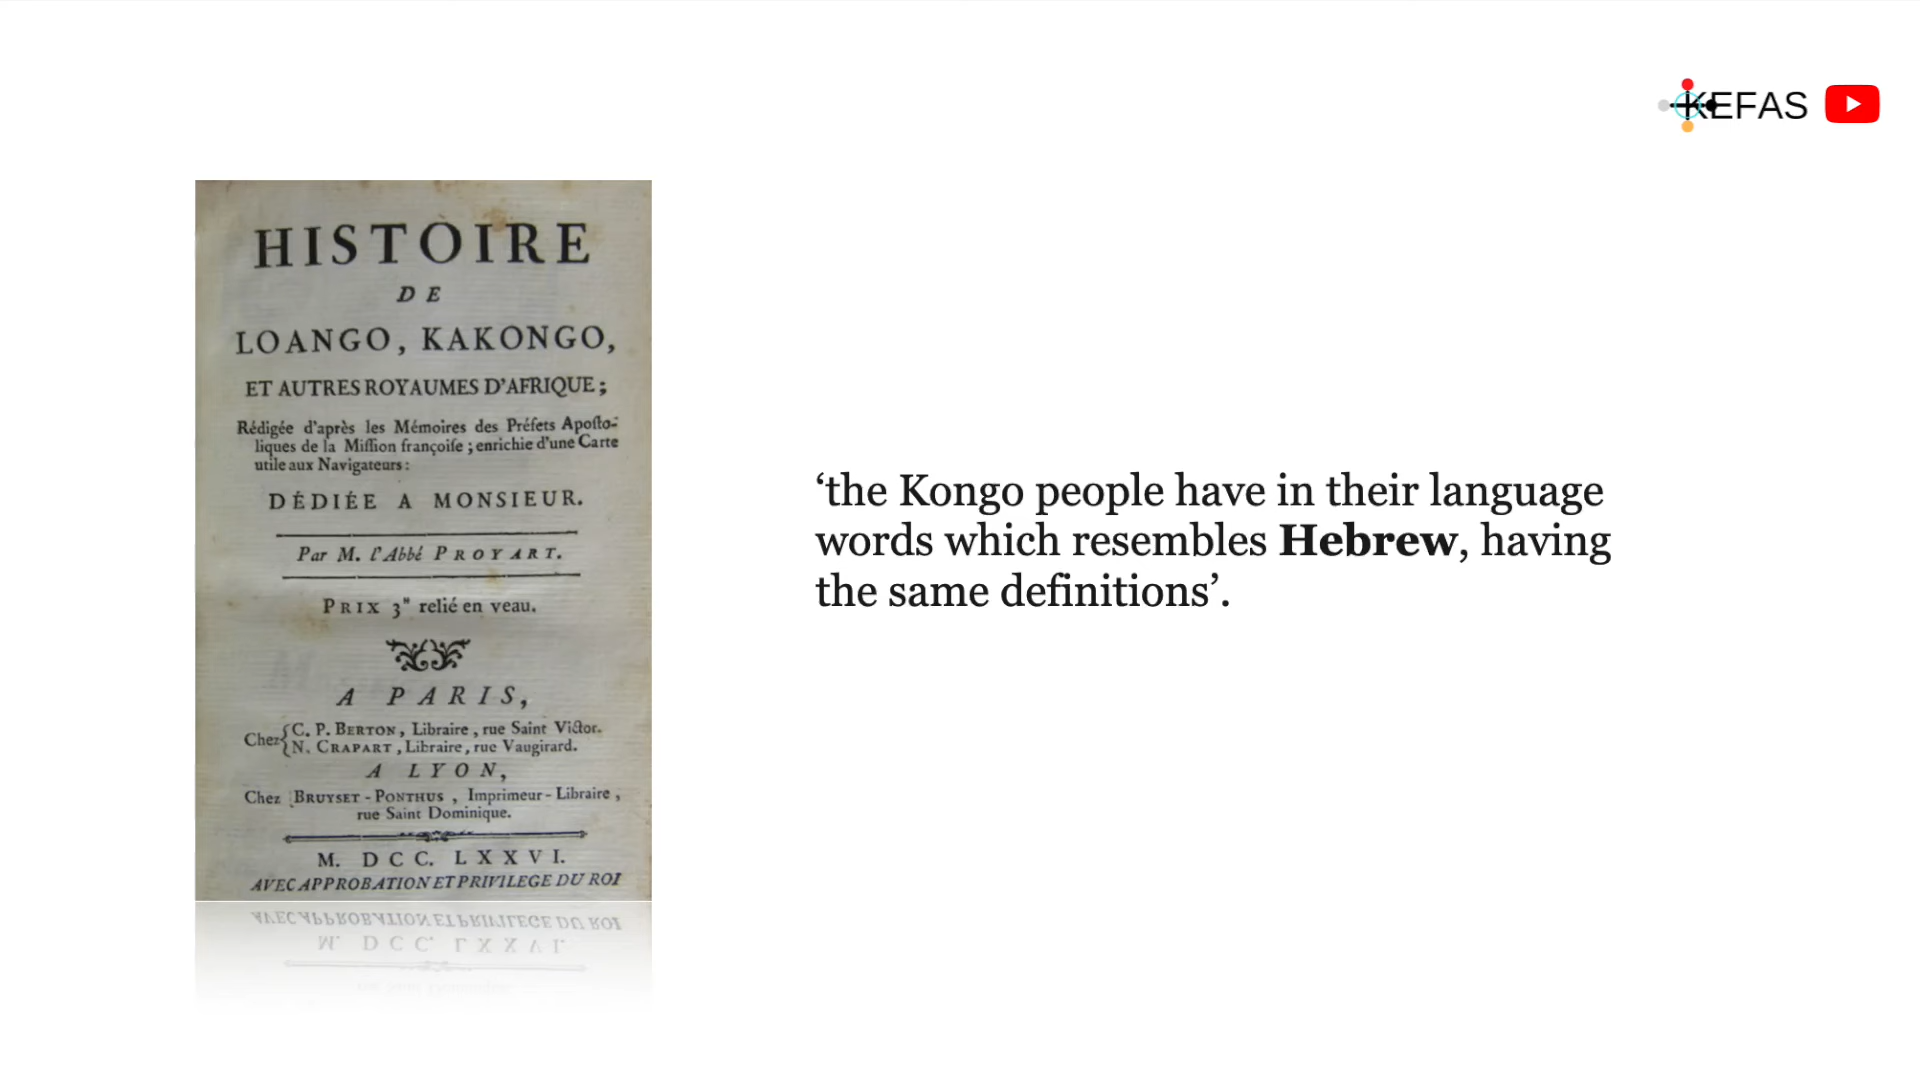 KEFAS
HISTOIRE
DE
LOANGO, KAKONGO,
ET AUTRES ROYAUMES D'AFRIQUE;
Rédigée d'après les Mémoires des Préfets Aposto-
liques de la Mission françoise; enrichie d'une Carte
utile aux Navigateurs:
DÉDIÉE A MONSIEUR.
Par M. l'Abbé PROYART.
PRIX 3" relié en veau.
A PARIS,
Chez { C. P. BERTON, Libraire, rue Saint Victor.
N. CRAPART, Libraire, rue Vaugirard.
A LYON,
Chez BRUYSET-PONTHUS, Imprimeur-Libraire,
rue Saint Dominique.
M. DCC. LXXVI.
AVEC APPROBATION ET PRIVILEGE DU ROI
‘the Kongo people have in their language
words which resembles Hebrew, having
the same definitions’.